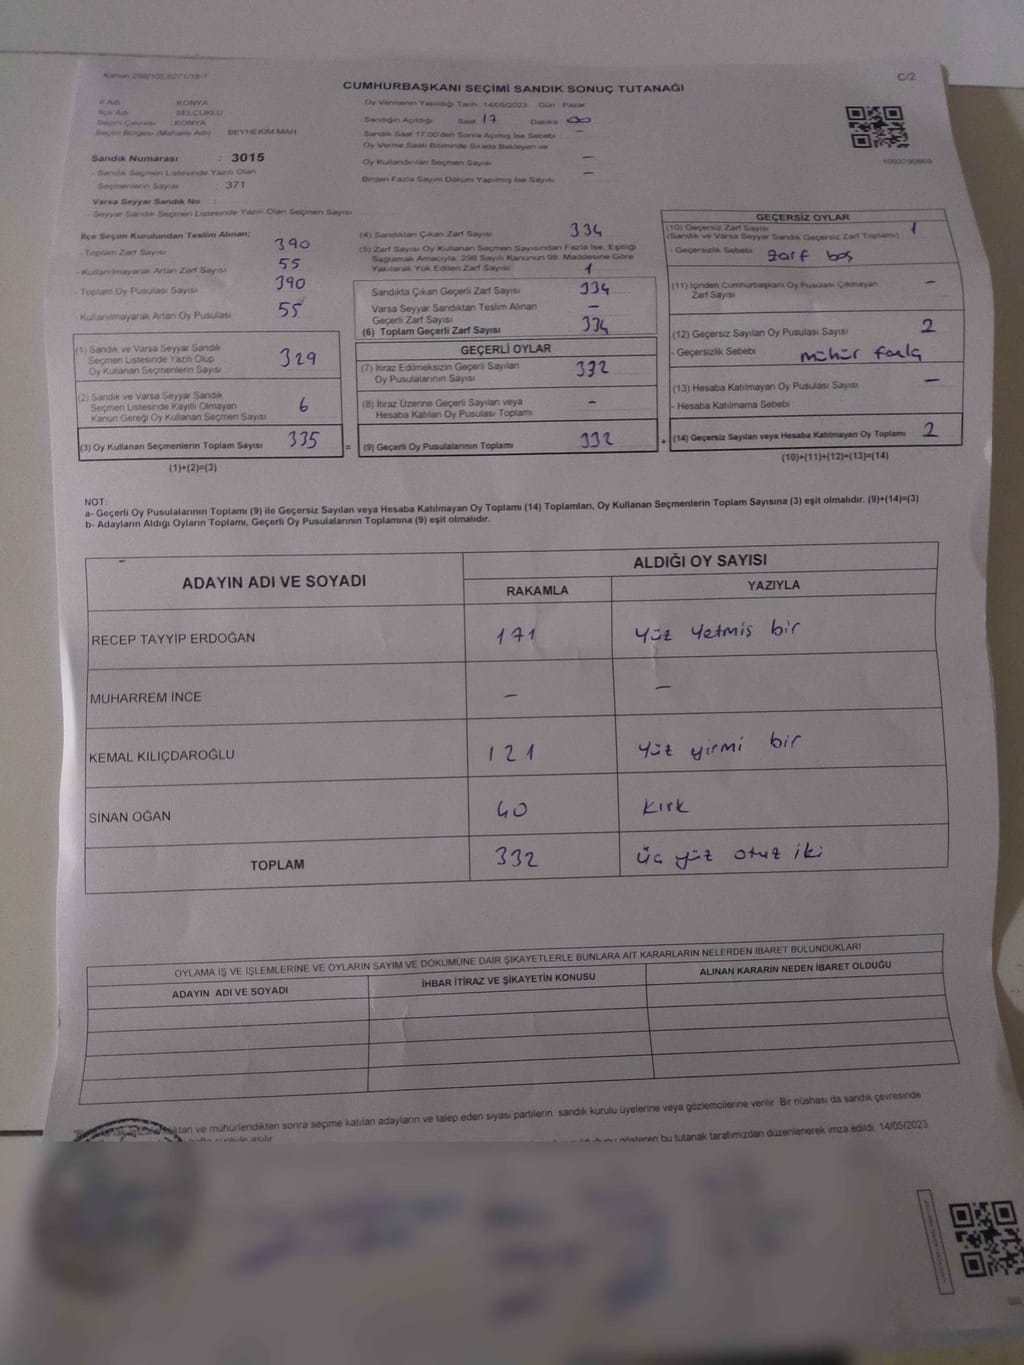 Kanun 298/105, 6271/18-1
C/2
CUMHURBAŞKANI SEÇİMİ SANDIK SONUÇ TUTANAĞI
İl Adı : KONYA
İlçe Adı : SELÇUKLU
Seçim Çevresi : KONYA
Seçim Bölgesi (Mahalle Adı) BEYHEKİM MAH
Sandık Numarası : 3015
- Sandık Seçmen Listesinde Yazılı Olan
Seçmenlerin Sayısı : 371
Varsa Seyyar Sandık No :
- Seyyar Sandık Seçmen Listesinde Yazılı Olan Seçmen Sayısı
Oy Vermenin Yapıldığı Tarih 14/05/2023 Gün Pazar
Sandığın Açıldığı Saat 17 Dakika 00
Sandık Saat 17:00'den Sonra Açılmış İse Sebebi -
Oy Verme Saati Bitiminde Sırada Bekleyen ve
Oy Kullandırılan Seçmen Sayısı -
Birden Fazla Sayım Döküm Yapılmış İse Sayısı -
İlçe Seçim Kurulundan Teslim Alınan;
- Toplam Zarf Sayısı 390
- Kullanılmayarak Artan Zarf Sayısı 55
- Toplam Oy Pusulası Sayısı 390
- Kullanılmayarak Artan Oy Pusulası 55
(1) Sandık ve Varsa Seyyar Sandık
Seçmen Listesinde Yazılı Olup
Oy Kullanan Seçmenlerin Sayısı 329
(2) Sandık ve Varsa Seyyar Sandık
Seçmen Listesinde Kayıtlı Olmayan
Kanun Gereği Oy Kullanan Seçmen Sayısı 6
(3) Oy Kullanan Seçmenlerin Toplam Sayısı 335 =
(1)+(2)=(3)
(4) Sandıktan Çıkan Zarf Sayısı 334
(5) Zarf Sayısı Oy Kullanan Seçmen Sayısından Fazla İse, Eşitliği
Sağlamak Amacıyla, 298 Sayılı Kanunun 98. Maddesine Göre
Yakılarak Yok Edilen Zarf Sayısı 1
Sandıkta Çıkan Geçerli Zarf Sayısı 334
Varsa Seyyar Sandıktan Teslim Alınan
Geçerli Zarf Sayısı -
(6) Toplam Geçerli Zarf Sayısı 334
GEÇERLİ OYLAR
(7) İtiraz Edilmeksizin Geçerli Sayılan
Oy Pusulalarının Sayısı 332
(8) İtiraz Üzerine Geçerli Sayılan veya
Hesaba Katılan Oy Pusulası Toplamı -
(9) Geçerli Oy Pusulalarının Toplamı 332 +
GEÇERSİZ OYLAR
(10) Geçersiz Zarf Sayısı
(Sandık ve Varsa Seyyar Sandık Geçersiz Zarf Toplamı) 1
- Geçersizlik Sebebi zarf boş
(11) İçinden Cumhurbaşkanı Oy Pusulası Çıkmayan
Zarf Sayısı -
(12) Geçersiz Sayılan Oy Pusulası Sayısı 2
- Geçersizlik Sebebi mühür fazla
(13) Hesaba Katılmayan Oy Pusulası Sayısı -
- Hesaba Katılmama Sebebi
(14) Geçersiz Sayılan veya Hesaba Katılmayan Oy Toplamı 2
(10)+(11)+(12)+(13)=(14)
NOT:
a- Geçerli Oy Pusulalarının Toplamı (9) ile Geçersiz Sayılan veya Hesaba Katılmayan Oy Toplamı (14) Toplamları, Oy Kullanan Seçmenlerin Toplam Sayısına (3) eşit olmalıdır. (9)+(14)=(3)
b- Adayların Aldığı Oyların Toplamı, Geçerli Oy Pusulalarının Toplamına (9) eşit olmalıdır.
ADAYIN ADI VE SOYADI
ALDIĞI OY SAYISI
RAKAMLA YAZIYLA
RECEP TAYYİP ERDOĞAN 171 yüz yetmiş bir
MUHARREM İNCE - -
KEMAL KILIÇDAROĞLU 121 yüz yirmi bir
SİNAN OĞAN 40 kırk
TOPLAM 332 üç yüz otuz iki
OYLAMA İŞ VE İŞLEMLERİNE VE OYLARIN SAYIM VE DÖKÜMÜNE DAİR ŞİKAYETLERLE BUNLARA AİT KARARLARIN NELERDEN İBARET BULUNDUKLARI
ADAYIN ADI VE SOYADI
İHBAR İTİRAZ VE ŞİKAYETİN KONUSU
ALINAN KARARIN NEDEN İBARET OLDUĞU
ve mühürlendikten sonra seçime katılan adayların ve talep eden siyasi partilerin sandık kurulu üyelerine veya gözlemcilerine verilir. Bir nüshası da sandık çevresinde
gösteren bu tutanak tarafımızdan düzenlenerek imza edildi. 14/05/2023